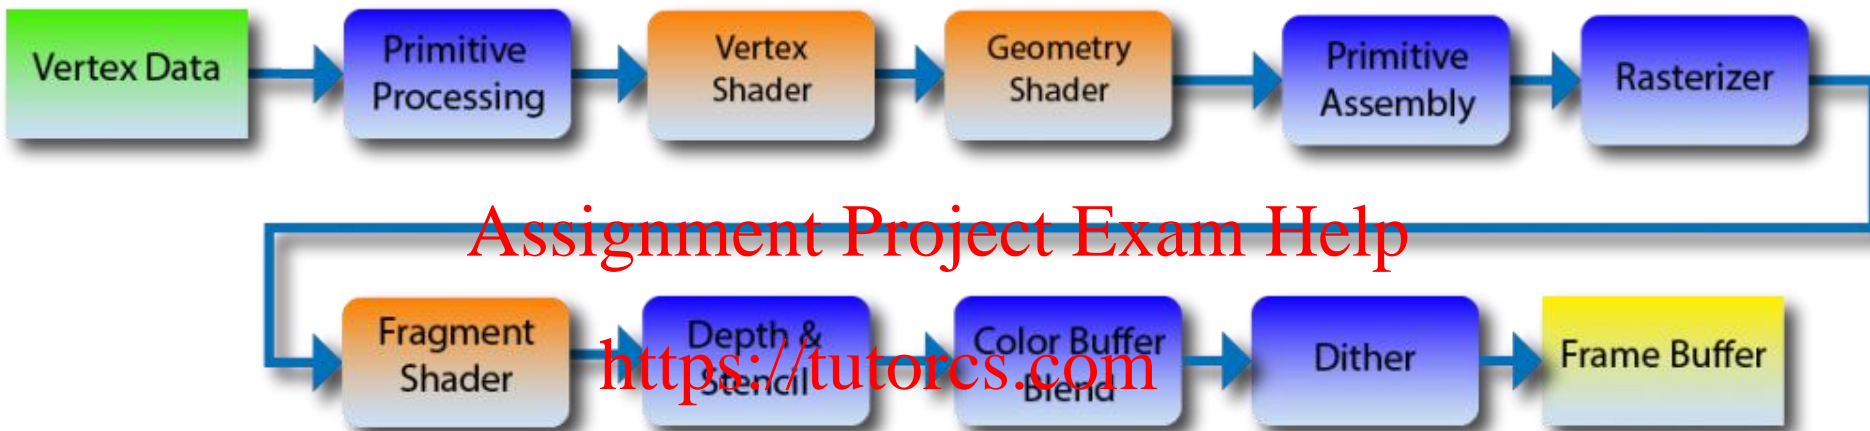 Vertex Data
Primitive
Processing
Vertex
Shader
Geometry
Shader
Primitive
Assembly
Rasterizer
Assignment Project Exam Help
Fragment
Shader
Depth &
Stencil
Color Buffer
Blend
Dither
Frame Buffer
https://tutorcs.com